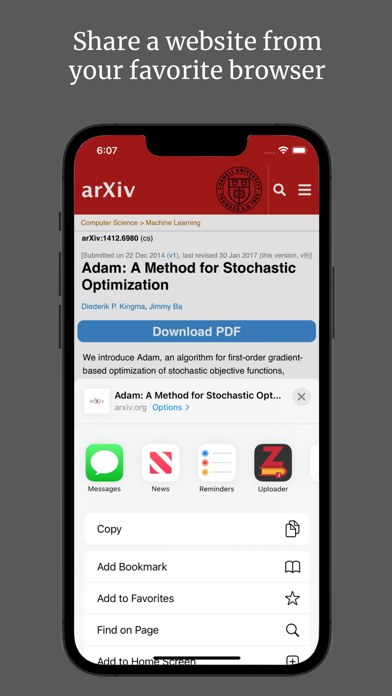 Share a website from
your favorite browser
6:07
arXiv
Computer Science > Machine Learning
arXiv:1412.6980 (cs)
[Submitted on 22 Dec 2014 (v1), last revised 30 Jan 2017 (this version, v9)]
Adam: A Method for Stochastic
Optimization
Diederik P. Kingma, Jimmy Ba
Download PDF
We introduce Adam, an algorithm for first-order gradient-
based optimization of stochastic objective functions,
arXiv
Adam: A Method for Stochastic Opt...
arxiv.org Options >
Z
Messages News Reminders Uploader
Copy
Add Bookmark
Add to Favorites
Find on Page
Add to Home Screen